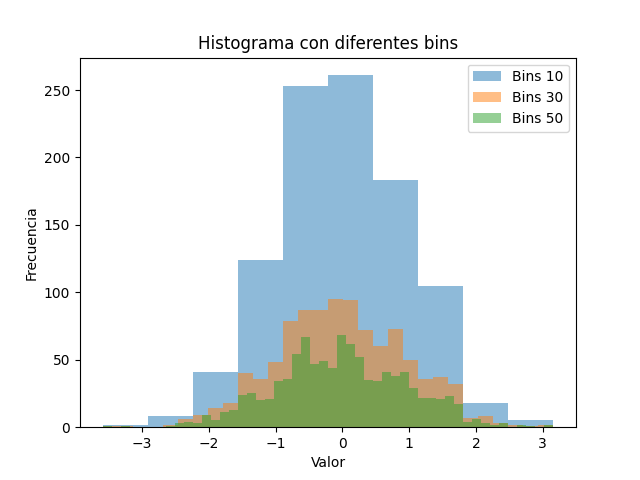 Histograma con diferentes bins
Bins 10
Bins 30
Bins 50
250
200
150
100
50
0
Frecuencia
−3
−2
−1
0
1
2
3
Valor